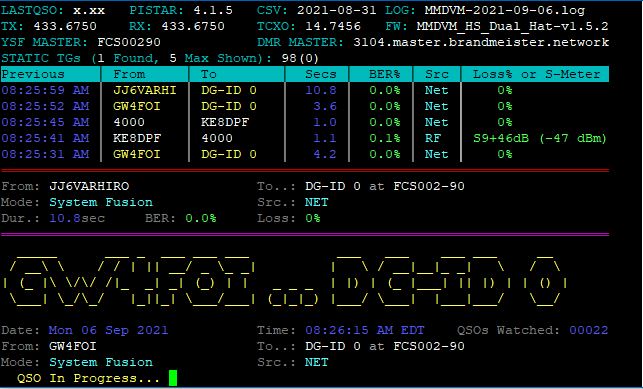 LASTQSO: x.xx PISTAR: 4.1.5 CSV: 2021-08-31 LOG: MMDVM-2021-09-06.log
TX: 433.6750 RX: 433.6750 TCXO: 14.7456 FW: MMDVM_HS_Dual_Hat-v1.5.2
YSF MASTER: FCS00290 DMR MASTER: 3104.master.brandmeister.network
STATIC TGs (1 Found, 5 Max Shown): 98(0)
Previous | From | To | Secs | BER% | Src | Loss% or S-Meter
08:25:59 AM | JJ6VARHI | DG-ID 0 | 10.8 | 0.0% | Net | 0%
08:25:52 AM | GW4FOI | DG-ID 0 | 3.6 | 0.0% | Net | 0%
08:25:45 AM | 4000 | KE8DPF | 1.0 | 0.0% | Net | 0%
08:25:41 AM | KE8DPF | 4000 | 1.1 | 0.1% | RF | S9+46dB (-47 dBm)
08:25:31 AM | GW4FOI | DG-ID 0 | 4.2 | 0.0% | Net | 0%
From: JJ6VARHIRO To..: DG-ID 0 at FCS002-90
Mode: System Fusion Src.: NET
Dur.: 10.8sec BER: 0.0% Loss: 0%
GW4FOI ... DG-ID 0
Date: Mon 06 Sep 2021 Time: 08:26:15 AM EDT QSOs Watched: 00022
From: GW4FOI To..: DG-ID 0 at FCS002-90
Mode: System Fusion Src.: NET
QSO In Progress...